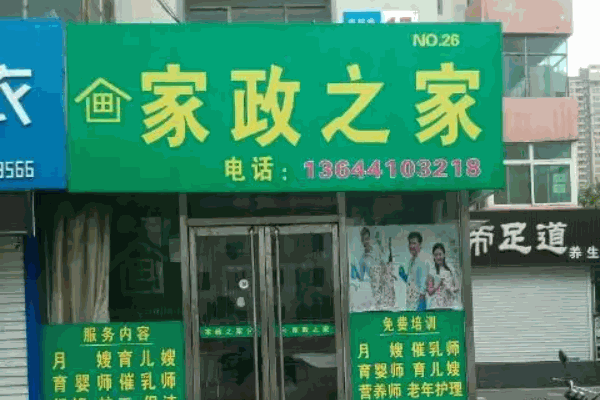 NO.26
家政之家
电话：13644103218
衣
8566
布足道
养生
家政之家
家政之家
服务内容
月 嫂 育儿嫂
育婴师 催乳师
免费培训
月 嫂 催乳师
育婴师 育儿嫂
营养师 老年护理